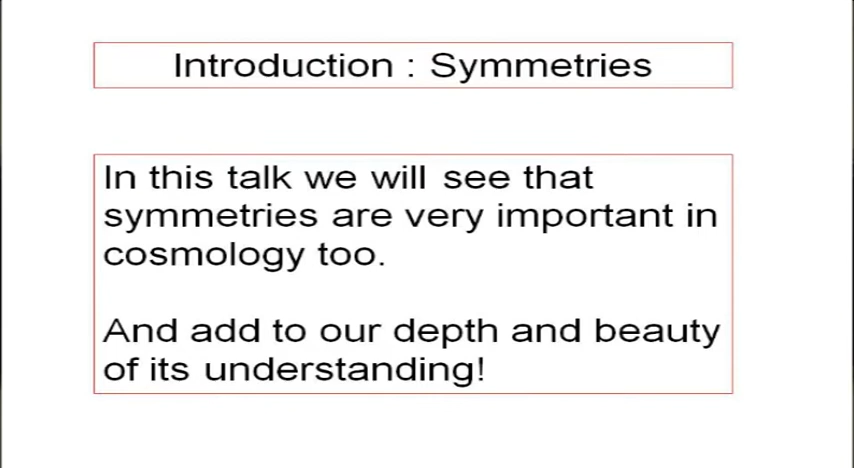 Introduction : Symmetries
In this talk we will see that
symmetries are very important in
cosmology too.
And add to our depth and beauty
of its understanding!